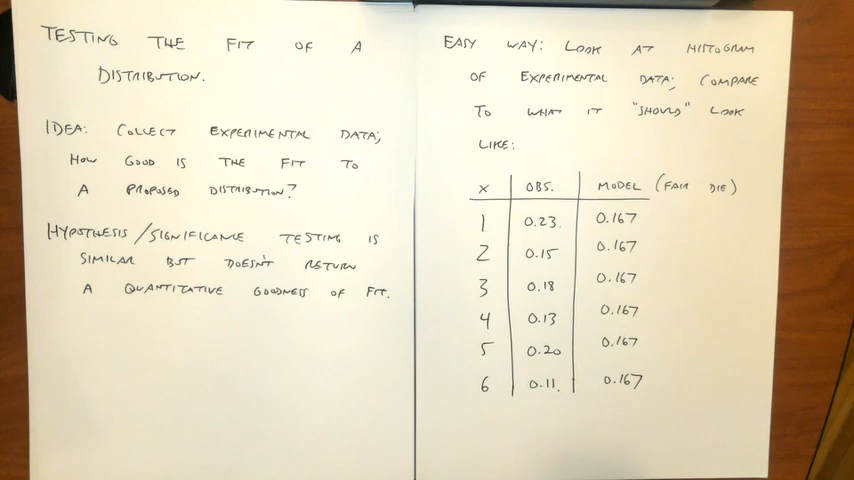 TESTING THE FIT OF A
DISTRIBUTION.
IDEA: COLLECT EXPERIMENTAL DATA;
HOW GOOD IS THE FIT TO
A PROPOSED DISTRIBUTION?
HYPOTHESIS/SIGNIFICANCE TESTING IS
SIMILAR BUT DOESN'T RETURN
A QUANTITATIVE GOODNESS OF FIT.
EASY WAY: LOOK AT HISTOGRAM
OF EXPERIMENTAL DATA; COMPARE
TO WHAT IT "SHOULD" LOOK
LIKE:
X OBS. MODEL (FAIR DIE)
1 0.23. 0.167
2 0.15 0.167
3 0.18 0.167
4 0.13 0.167
5 0.20 0.167
6 0.11. 0.167